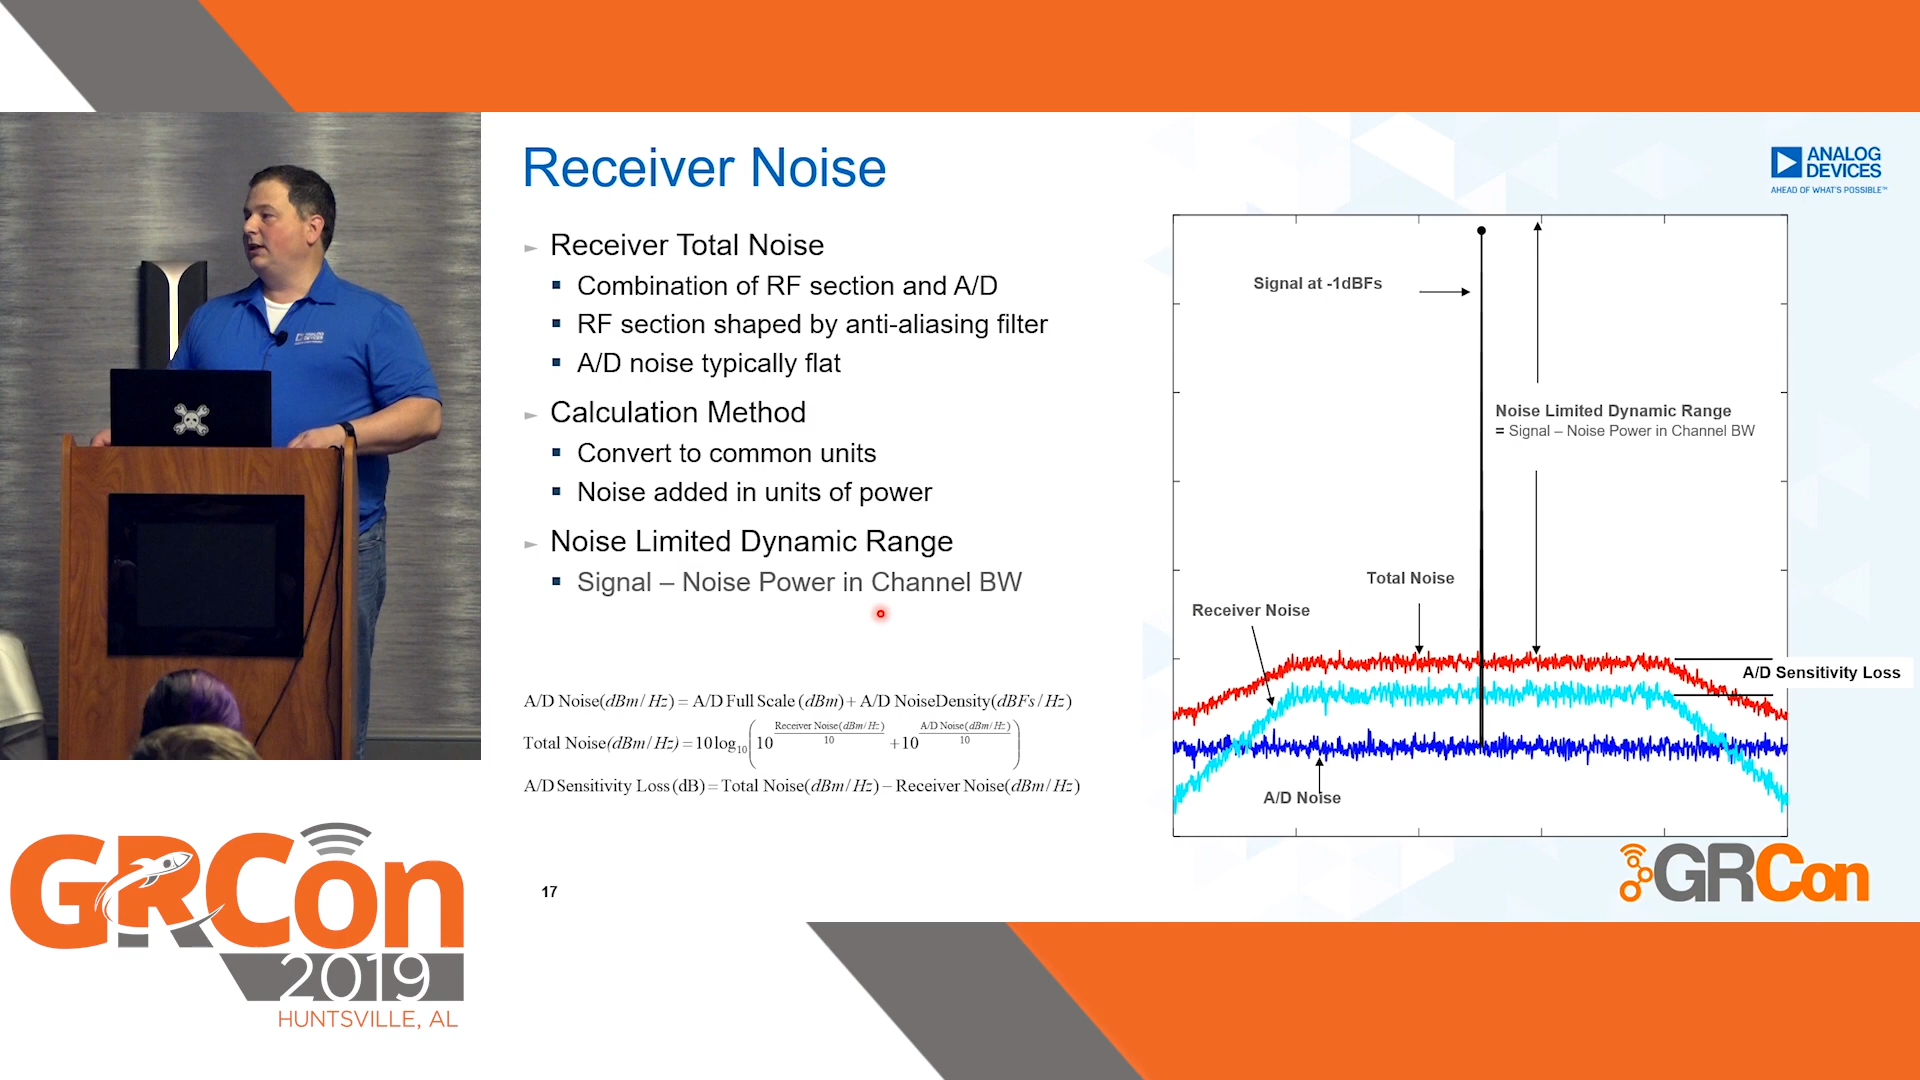 Receiver Noise
ANALOG
DEVICES
AHEAD OF WHAT'S POSSIBLE™
► Receiver Total Noise
▪ Combination of RF section and A/D
▪ RF section shaped by anti-aliasing filter
▪ A/D noise typically flat
► Calculation Method
▪ Convert to common units
▪ Noise added in units of power
► Noise Limited Dynamic Range
▪ Signal – Noise Power in Channel BW
A/D Noise(dBm/Hz) = A/D Full Scale (dBm) + A/D NoiseDensity(dBFs/Hz)
Total Noise(dBm/Hz) = 10log₁₀(10^(Receiver Noise(dBm/Hz)/10) + 10^(A/D Noise(dBm/Hz)/10))
A/D Sensitivity Loss (dB) = Total Noise(dBm/Hz) – Receiver Noise(dBm/Hz)
17
Signal at -1dBFs
Noise Limited Dynamic Range
= Signal – Noise Power in Channel BW
Total Noise
Receiver Noise
A/D Sensitivity Loss
A/D Noise
GRCon
GRCon
2019
HUNTSVILLE, AL